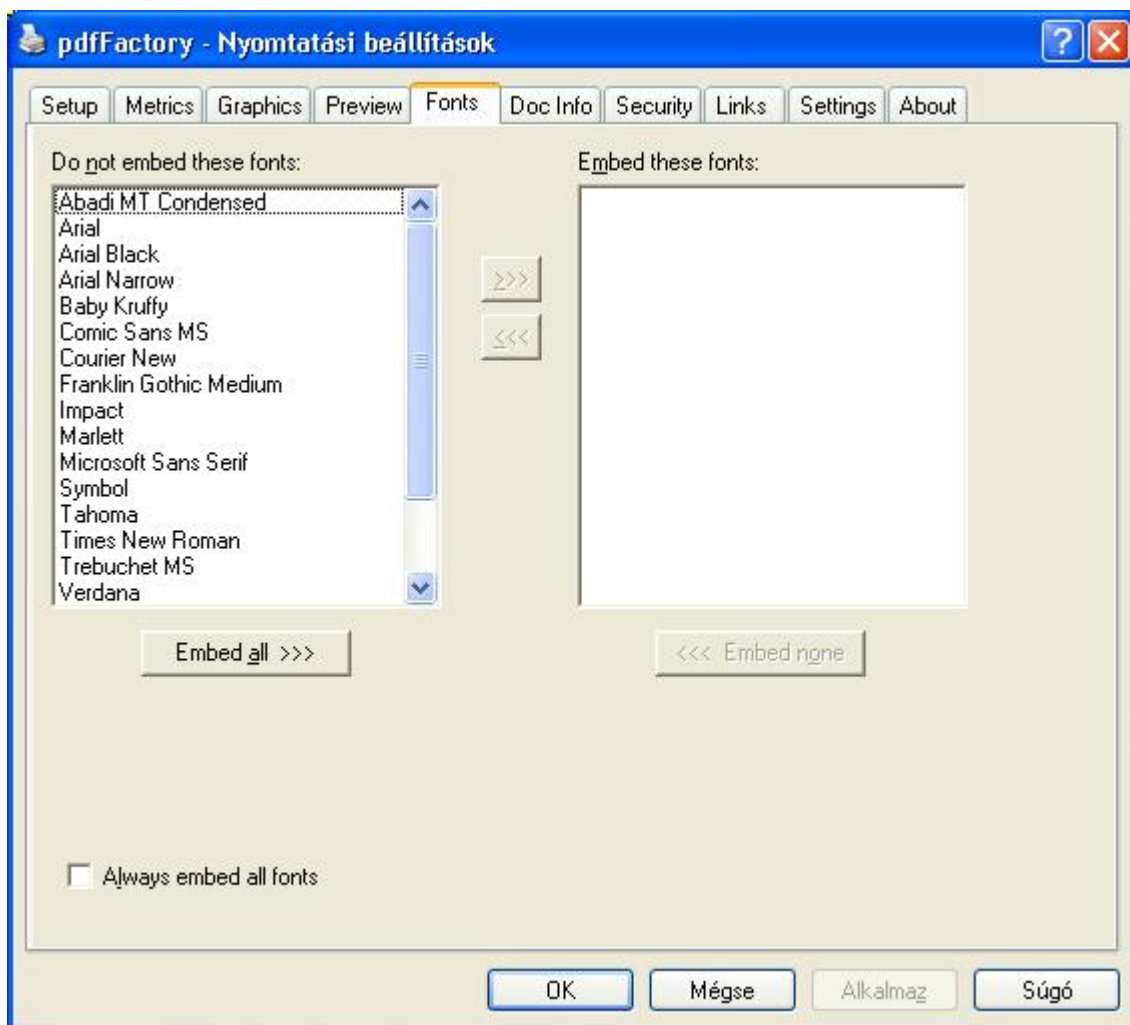 pdfFactory - Nyomtatási beállítások
Setup Metrics Graphics Preview Fonts Doc Info Security Links Settings About
Do not embed these fonts:
Embed these fonts:
Abadi MT Condensed
Arial
Arial Black
Arial Narrow
Baby Kruffy
Comic Sans MS
Courier New
Franklin Gothic Medium
Impact
Marlett
Microsoft Sans Serif
Symbol
Tahoma
Times New Roman
Trebuchet MS
Verdana
>>>
<<<
Embed all >>>
<<< Embed none
Always embed all fonts
OK Mégse Alkalmaz Súgó